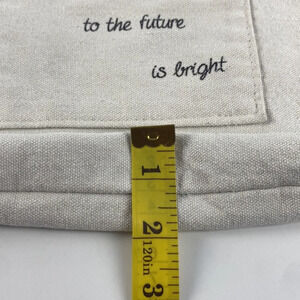 to the future
is bright
1
2
120in
3